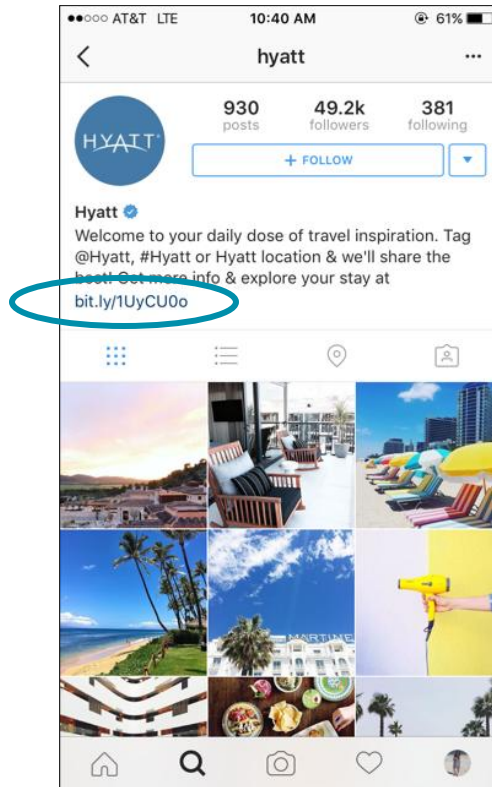 ●●○○○ AT&T LTE 10:40 AM 61%
hyatt
930 49.2k 381
posts followers following
HYATT
+ FOLLOW
Hyatt
Welcome to your daily dose of travel inspiration. Tag
@Hyatt, #Hyatt or Hyatt location & we'll share the
best! Get more info & explore your stay at
bit.ly/1UyCU0o
MARTINE